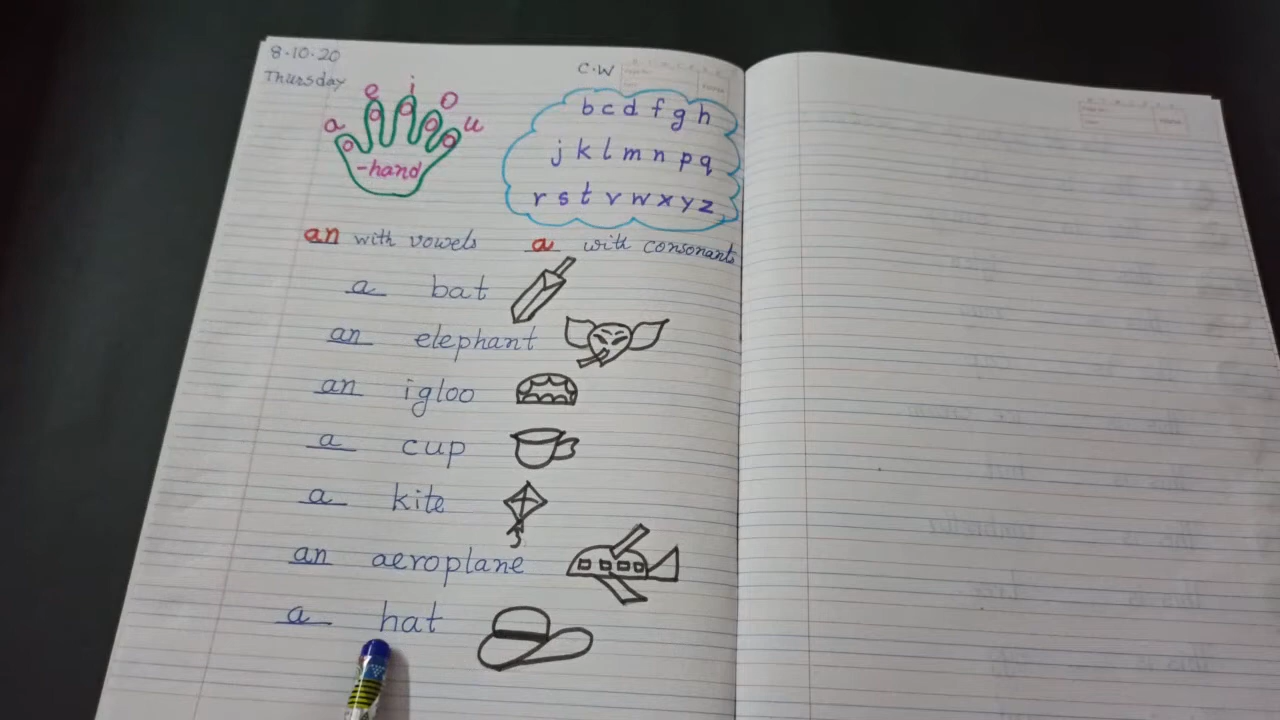 8.10.20
Thursday
C.W
a e i o u
-hand
b c d f g h
j k l m n p q
r s t v w x y z
an with vowels a with consonants
a bat
an elephant
an igloo
a cup
a kite
an aeroplane
a hat